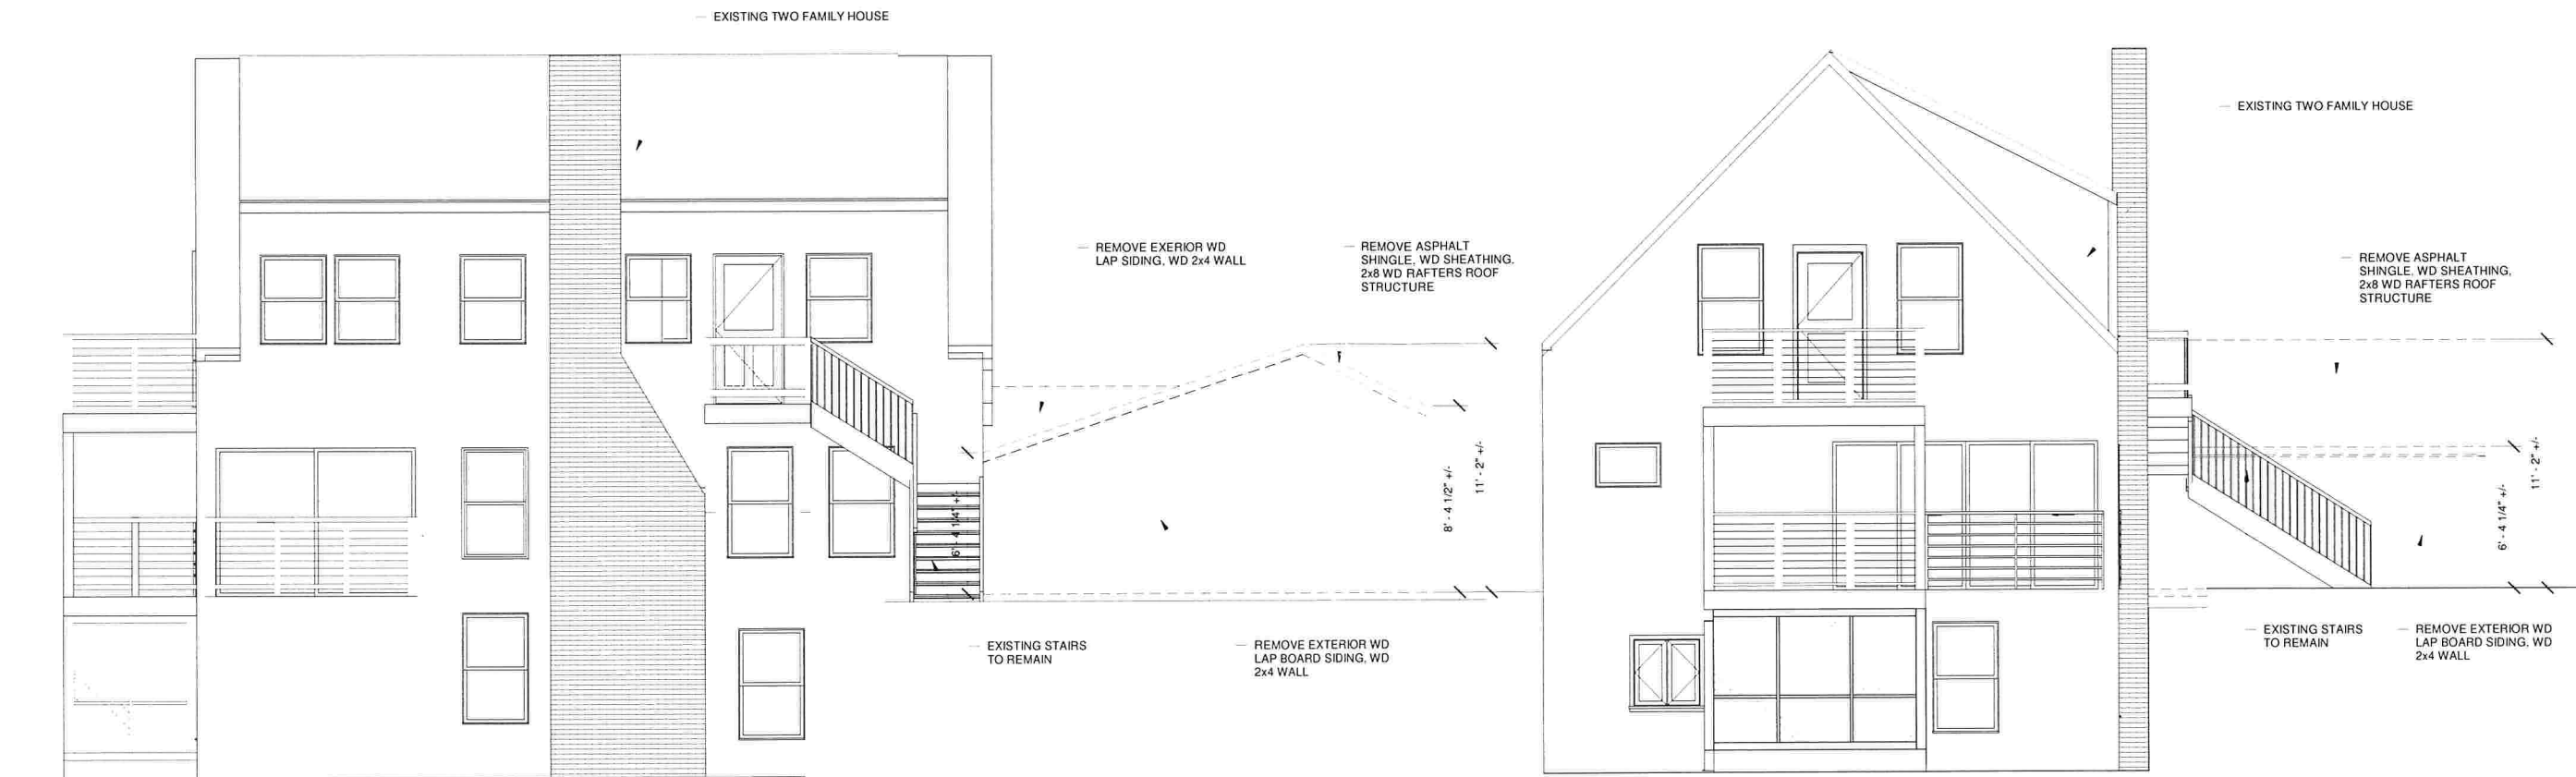 EXISTING TWO FAMILY HOUSE
REMOVE EXERIOR WD
LAP SIDING, WD 2x4 WALL
REMOVE ASPHALT
SHINGLE, WD SHEATHING,
2x8 WD RAFTERS ROOF
STRUCTURE
6' - 4 1/4" +/-
8' - 4 1/2" +/-
11' - 2" +/-
EXISTING STAIRS
TO REMAIN
REMOVE EXTERIOR WD
LAP BOARD SIDING, WD
2x4 WALL
EXISTING TWO FAMILY HOUSE
REMOVE ASPHALT
SHINGLE, WD SHEATHING,
2x8 WD RAFTERS ROOF
STRUCTURE
6' - 4 1/4" +/-
11' - 2" +/-
EXISTING STAIRS
TO REMAIN
REMOVE EXTERIOR WD
LAP BOARD SIDING, WD
2x4 WALL